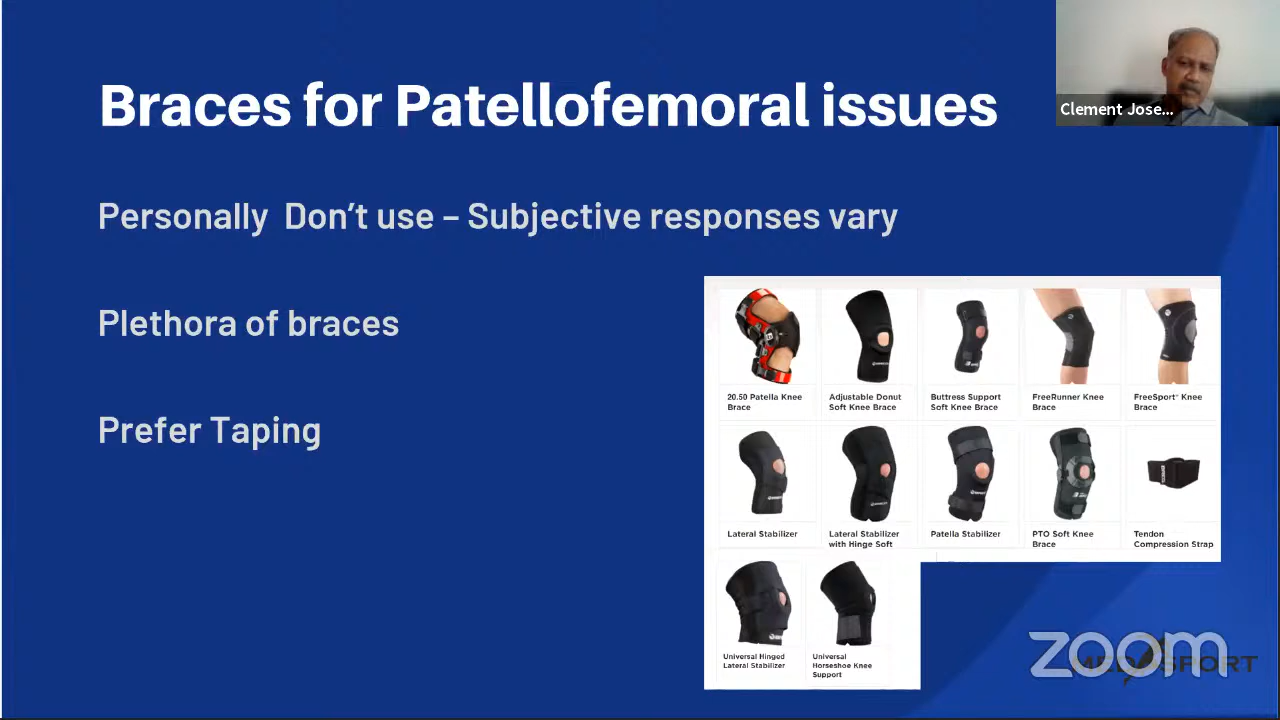 Braces for Patellofemoral issues
Clement Jose...
Personally Don't use – Subjective responses vary
Plethora of braces
Prefer Taping
20.50 Patella Knee
Brace
Adjustable Donut
Soft Knee Brace
Buttress Support
Soft Knee Brace
FreeRunner Knee
Brace
FreeSport Knee
Brace
Lateral Stabilizer
Lateral Stabilizer
with Hinge Soft
Patella Stabilizer
PTO Soft Knee
Brace
Tendon
Compression Strap
Universal Hinged
Lateral Stabilizer
Universal
Horseshoe Knee
Support
zoom
MEDSPORT